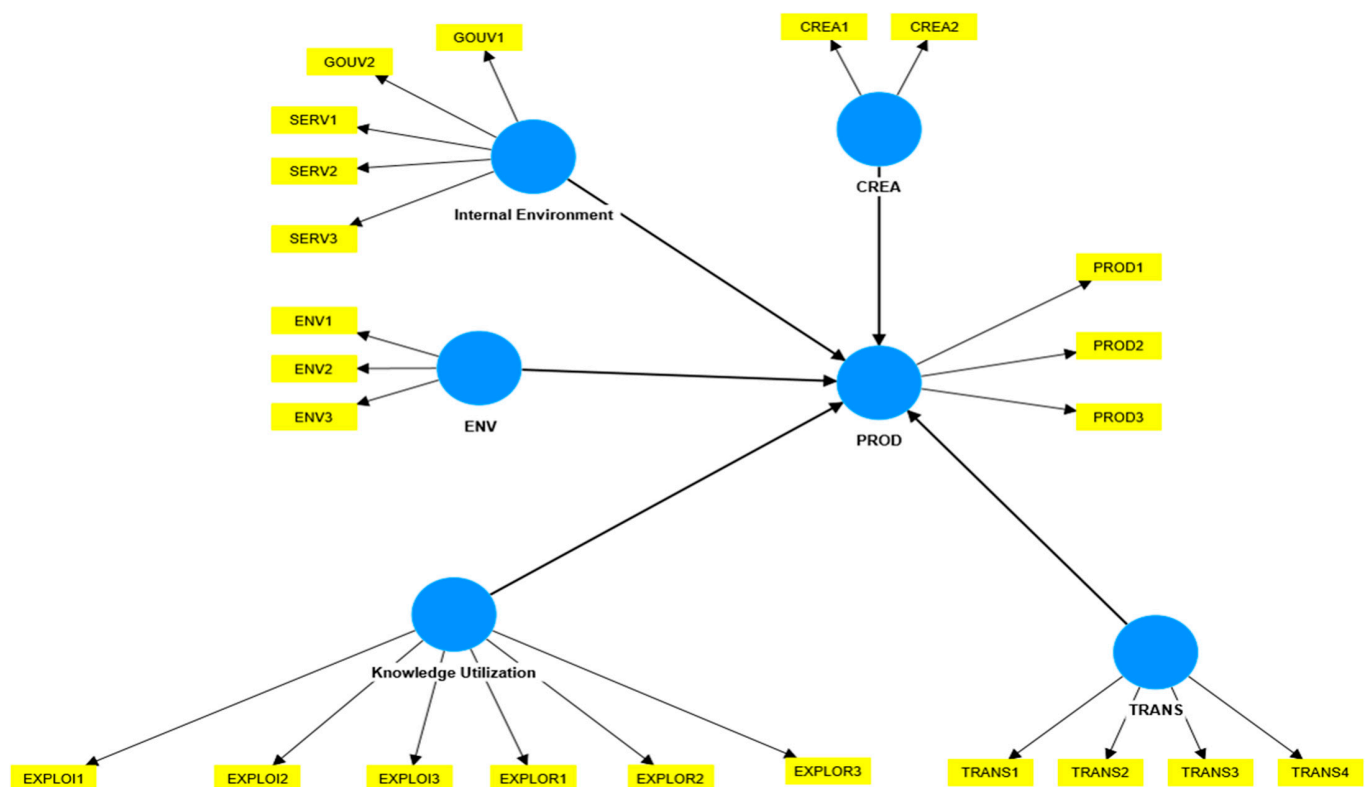 CREA1
CREA2
GOUV1
GOUV2
SERV1
SERV2
SERV3
Internal Environment
CREA
PROD1
PROD2
PROD3
PROD
ENV1
ENV2
ENV3
ENV
Knowledge Utilization
TRANS
EXPLOI1
EXPLOI2
EXPLOI3
EXPLOR1
EXPLOR2
EXPLOR3
TRANS1
TRANS2
TRANS3
TRANS4